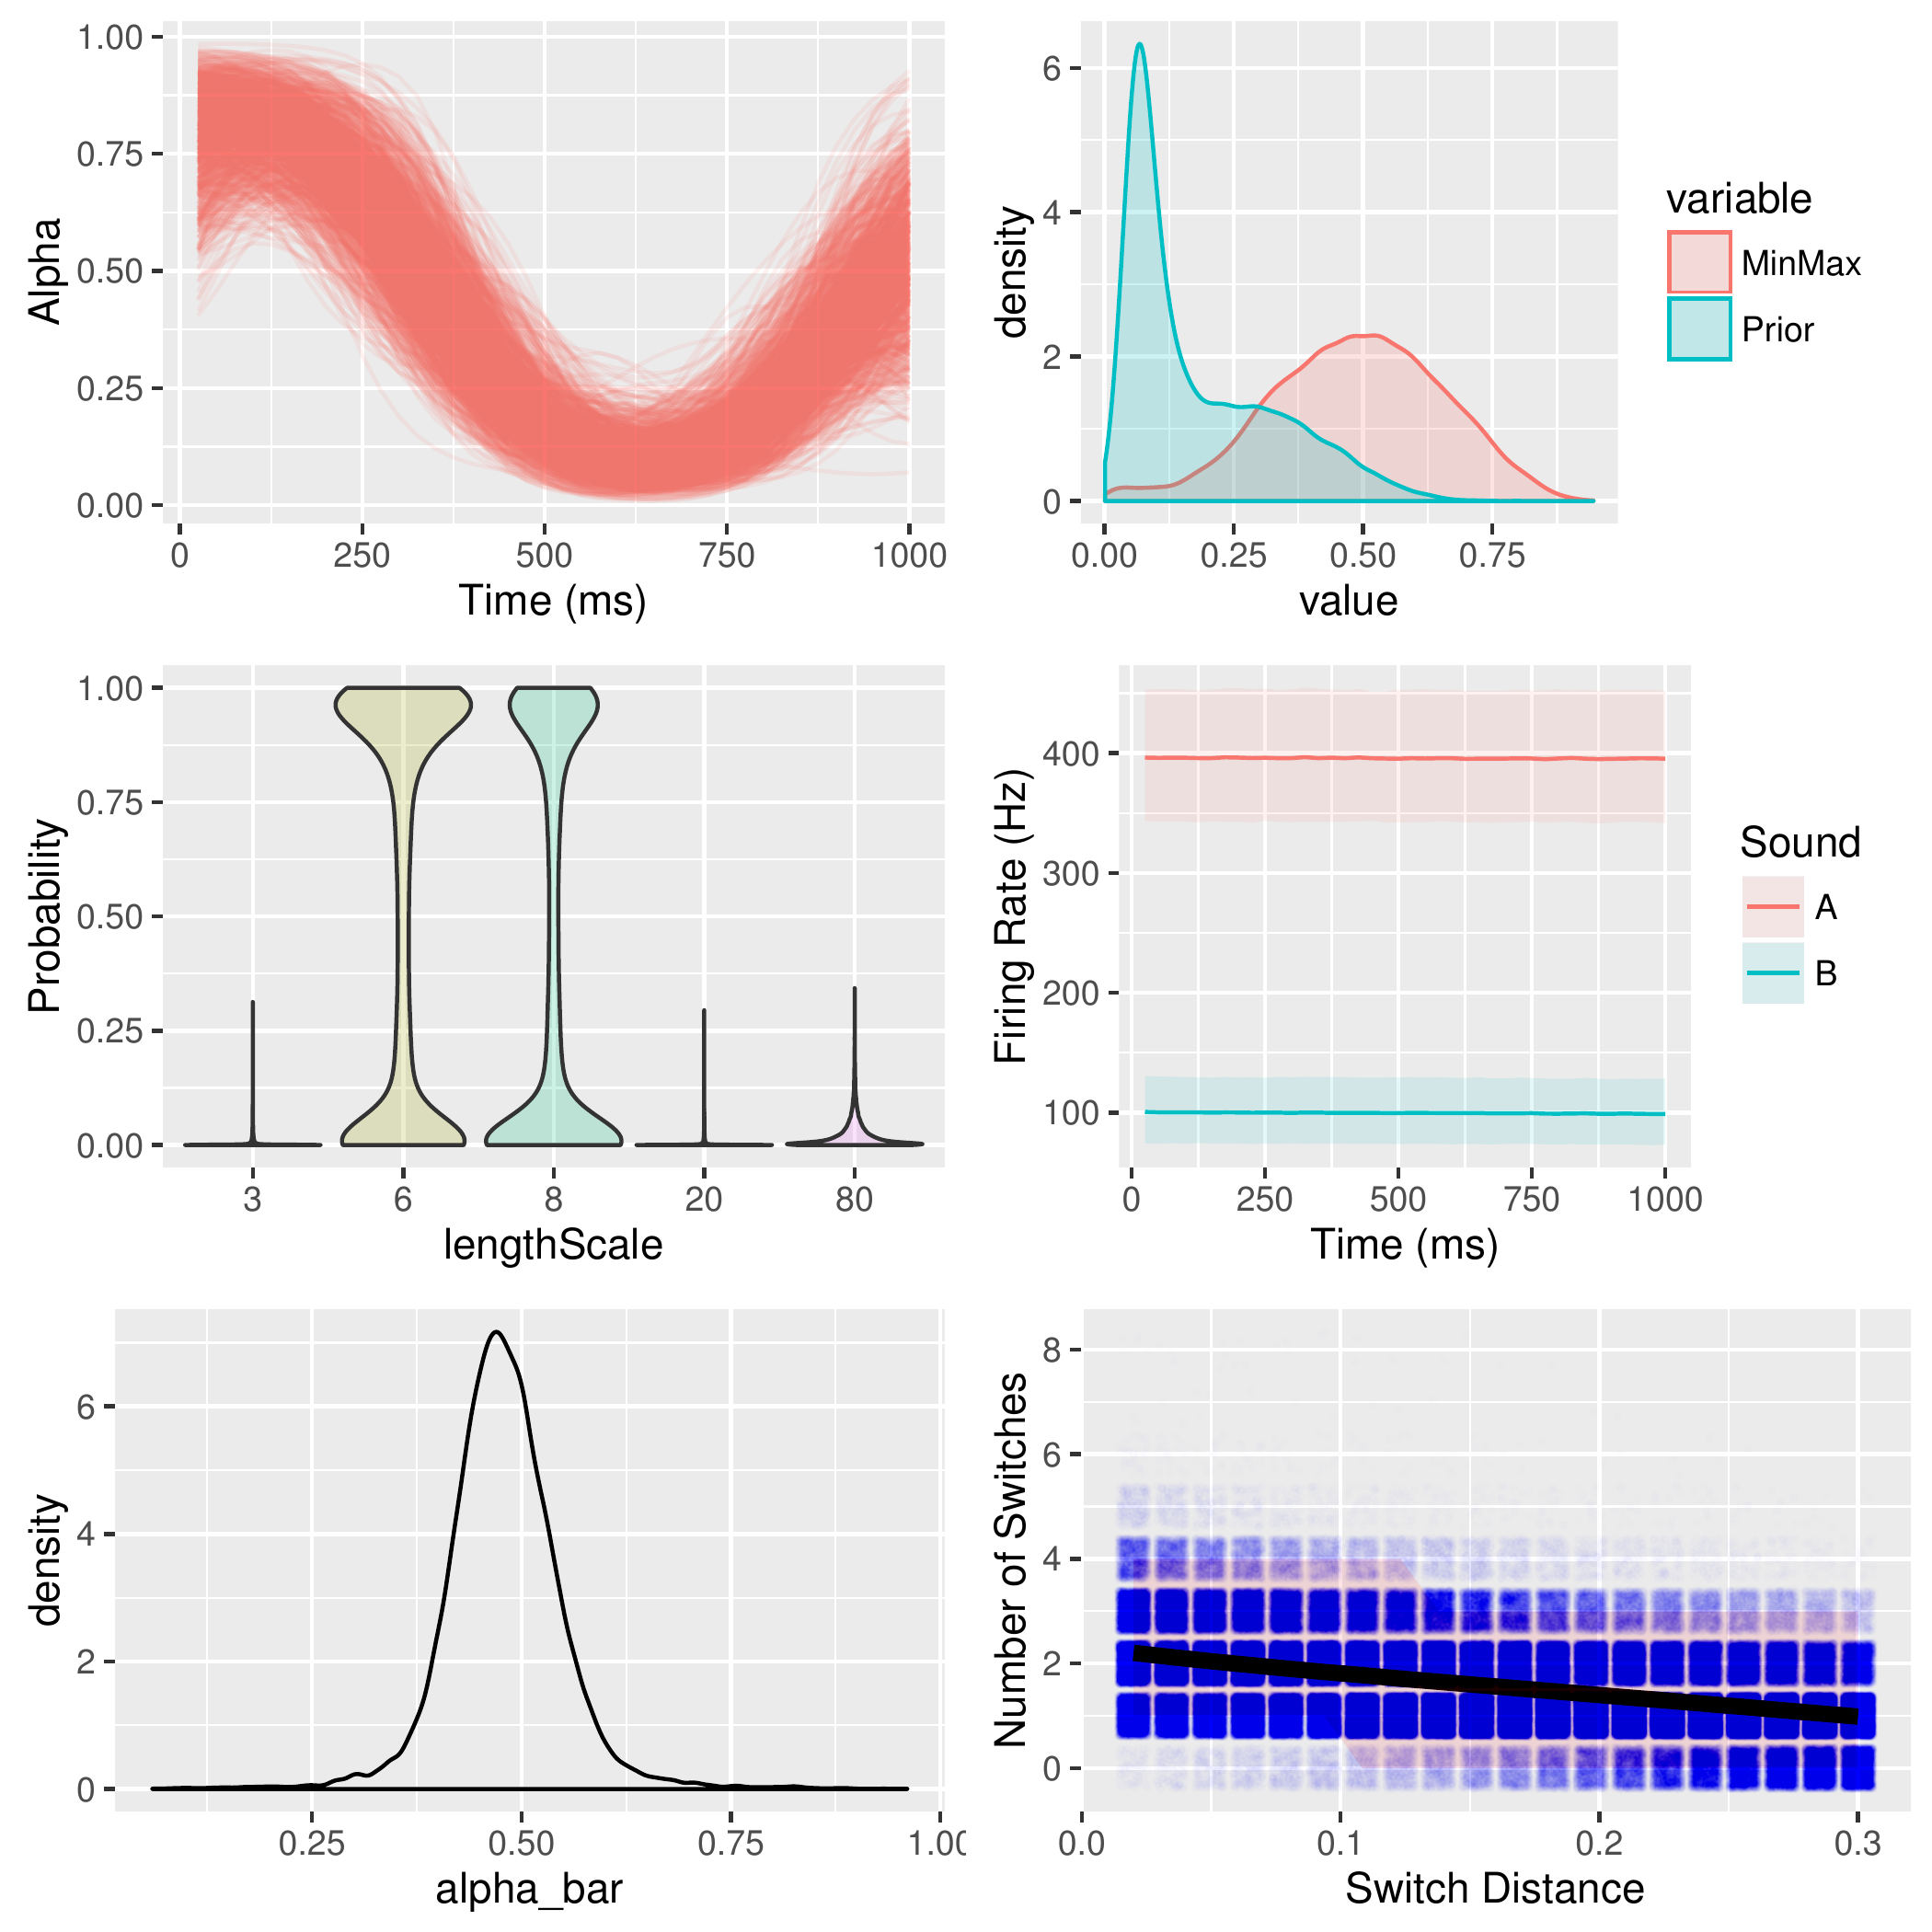 1.00
0.75
0.50
0.25
0.00
Alpha
0 250 500 750 1000
Time (ms)
6
4
2
0
density
0.00 0.25 0.50 0.75
value
variable
MinMax
Prior
1.00
0.75
0.50
0.25
0.00
Probability
3 6 8 20 80
lengthScale
400
300
200
100
Firing Rate (Hz)
0 250 500 750 1000
Time (ms)
Sound
A
B
6
4
2
0
density
0.25 0.50 0.75 1.00
alpha_bar
8
6
4
2
0
Number of Switches
0.0 0.1 0.2 0.3
Switch Distance